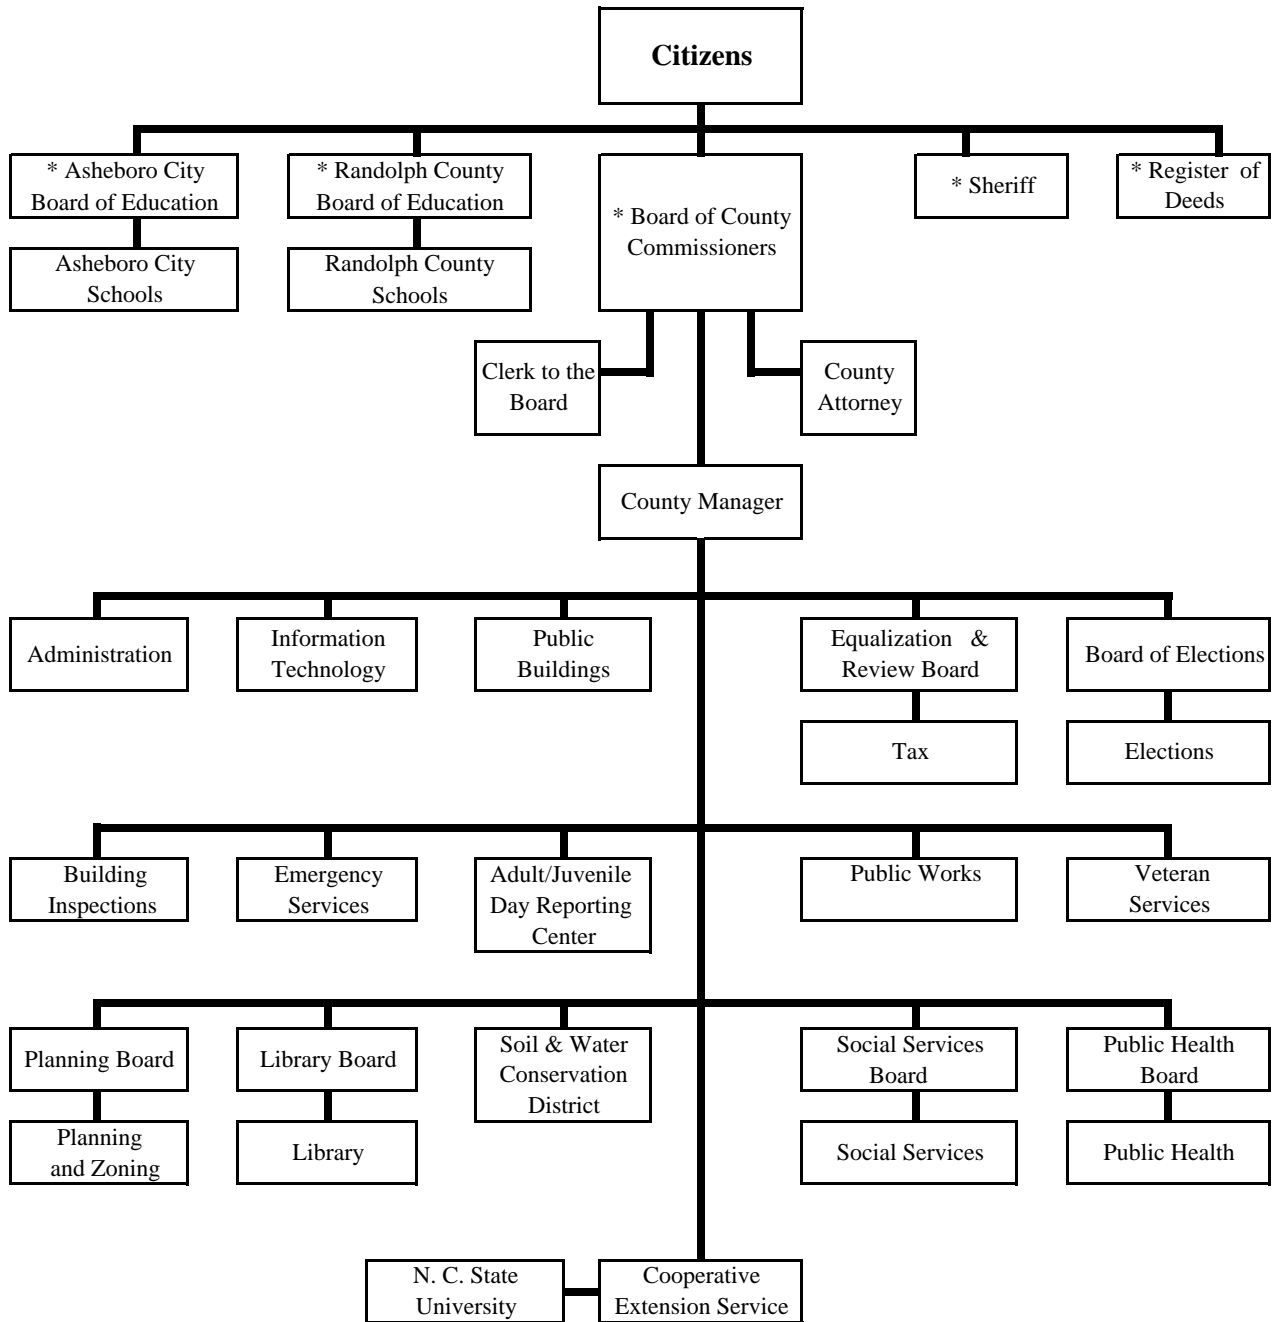 Citizens
* Asheboro City
Board of Education
* Randolph County
Board of Education
* Board of County
Commissioners
* Sheriff
* Register of
Deeds
Asheboro City
Schools
Randolph County
Schools
Clerk to the
Board
County
Attorney
County Manager
Administration
Information
Technology
Public
Buildings
Equalization &
Review Board
Board of Elections
Tax
Elections
Building
Inspections
Emergency
Services
Adult/Juvenile
Day Reporting
Center
Public Works
Veteran
Services
Planning Board
Library Board
Soil & Water
Conservation
District
Social Services
Board
Public Health
Board
Planning
and Zoning
Library
Social Services
Public Health
N. C. State
University
Cooperative
Extension Service